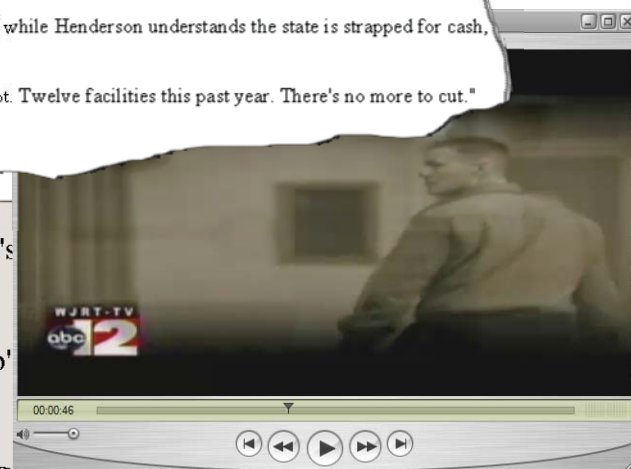 while Henderson understands the state is strapped for cash,
Twelve facilities this past year. There's no more to cut."
WJRT-TV
abc 12
00:00:46